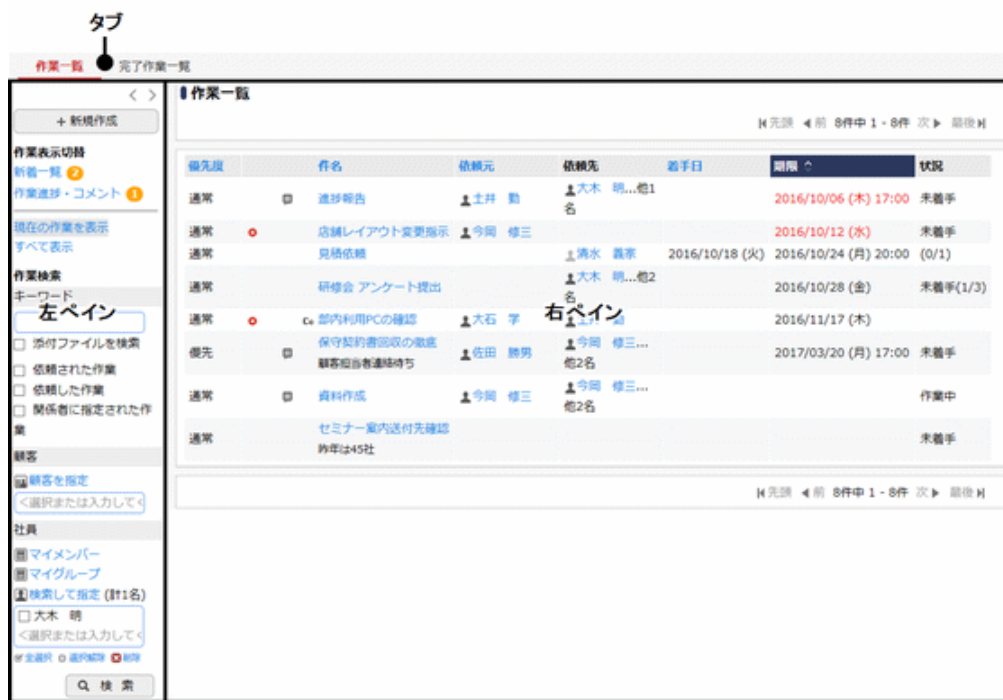 タブ
作業一覧 完了作業一覧
< >
+ 新規作成
作業表示切替
新着一覧 2
作業進捗・コメント 1
現在の作業を表示
すべて表示
作業検索
キーワード
左ペイン
添付ファイルを検索
依頼された作業
依頼した作業
関係者に指定された作
業
顧客
顧客を指定
<選択または入力して<
社員
マイメンバー
マイグループ
検索して指定 (計1名)
大木 明
<選択または入力して<
全選択 選択解除 削除
検 索
作業一覧
先頭 前 8件中 1 - 8件 次 最後
優先度 件名 依頼元 依頼先 着手日 期限 状況
通常 進捗報告 土井 勤 大木 明...他1
名 2016/10/06 (木) 17:00 未着手
通常 店舗レイアウト変更指示 今岡 修三 2016/10/12 (水) 未着手
通常 見積依頼 清水 義家 2016/10/18 (火) 2016/10/24 (月) 20:00 (0/1)
通常 研修会 アンケート提出 大木 明...他2
名 2016/10/28 (金) 未着手(1/3)
通常 部内利用PCの確認 大石 学 2016/11/17 (木)
右ペイン
優先 保守契約書回収の徹底 佐田 勝男 今岡 修三... 2017/03/20 (月) 17:00 未着手
顧客担当者連絡待ち 他2名
通常 資料作成 今岡 修三 今岡 修三... 作業中
他2名
通常 セミナー案内送付先確認 未着手
昨年は45社
先頭 前 8件中 1 - 8件 次 最後